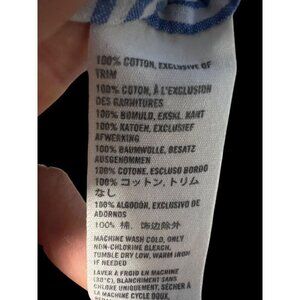 100% COTTON, EXCLUSIVE OF
TRIM
100% COTON, À L'EXCLUSION
DES GARNITURES
100% BOMULD, EKSKL. KANT
100% KATOEN, EXCLUSIEF
AFWERKING
100% BAUMWOLLE, BESATZ
AUSGENOMMEN
100% COTONE, ESCLUSO BORDO
100% コットン、トリム
なし
100% ALGODÓN, EXCLUSIVO DE
ADORNOS
100% 棉, 饰边除外
MACHINE WASH COLD, ONLY
NON-CHLORINE BLEACH,
TUMBLE DRY LOW, WARM IRON
IF NEEDED
LAVER À FROID EN MACHINE
(30°C), BLANCHIMENT SANS
CHLORE SI NÉCESSAIRE, SÉCHER À
LA MACHINE CYCLE DOUX,